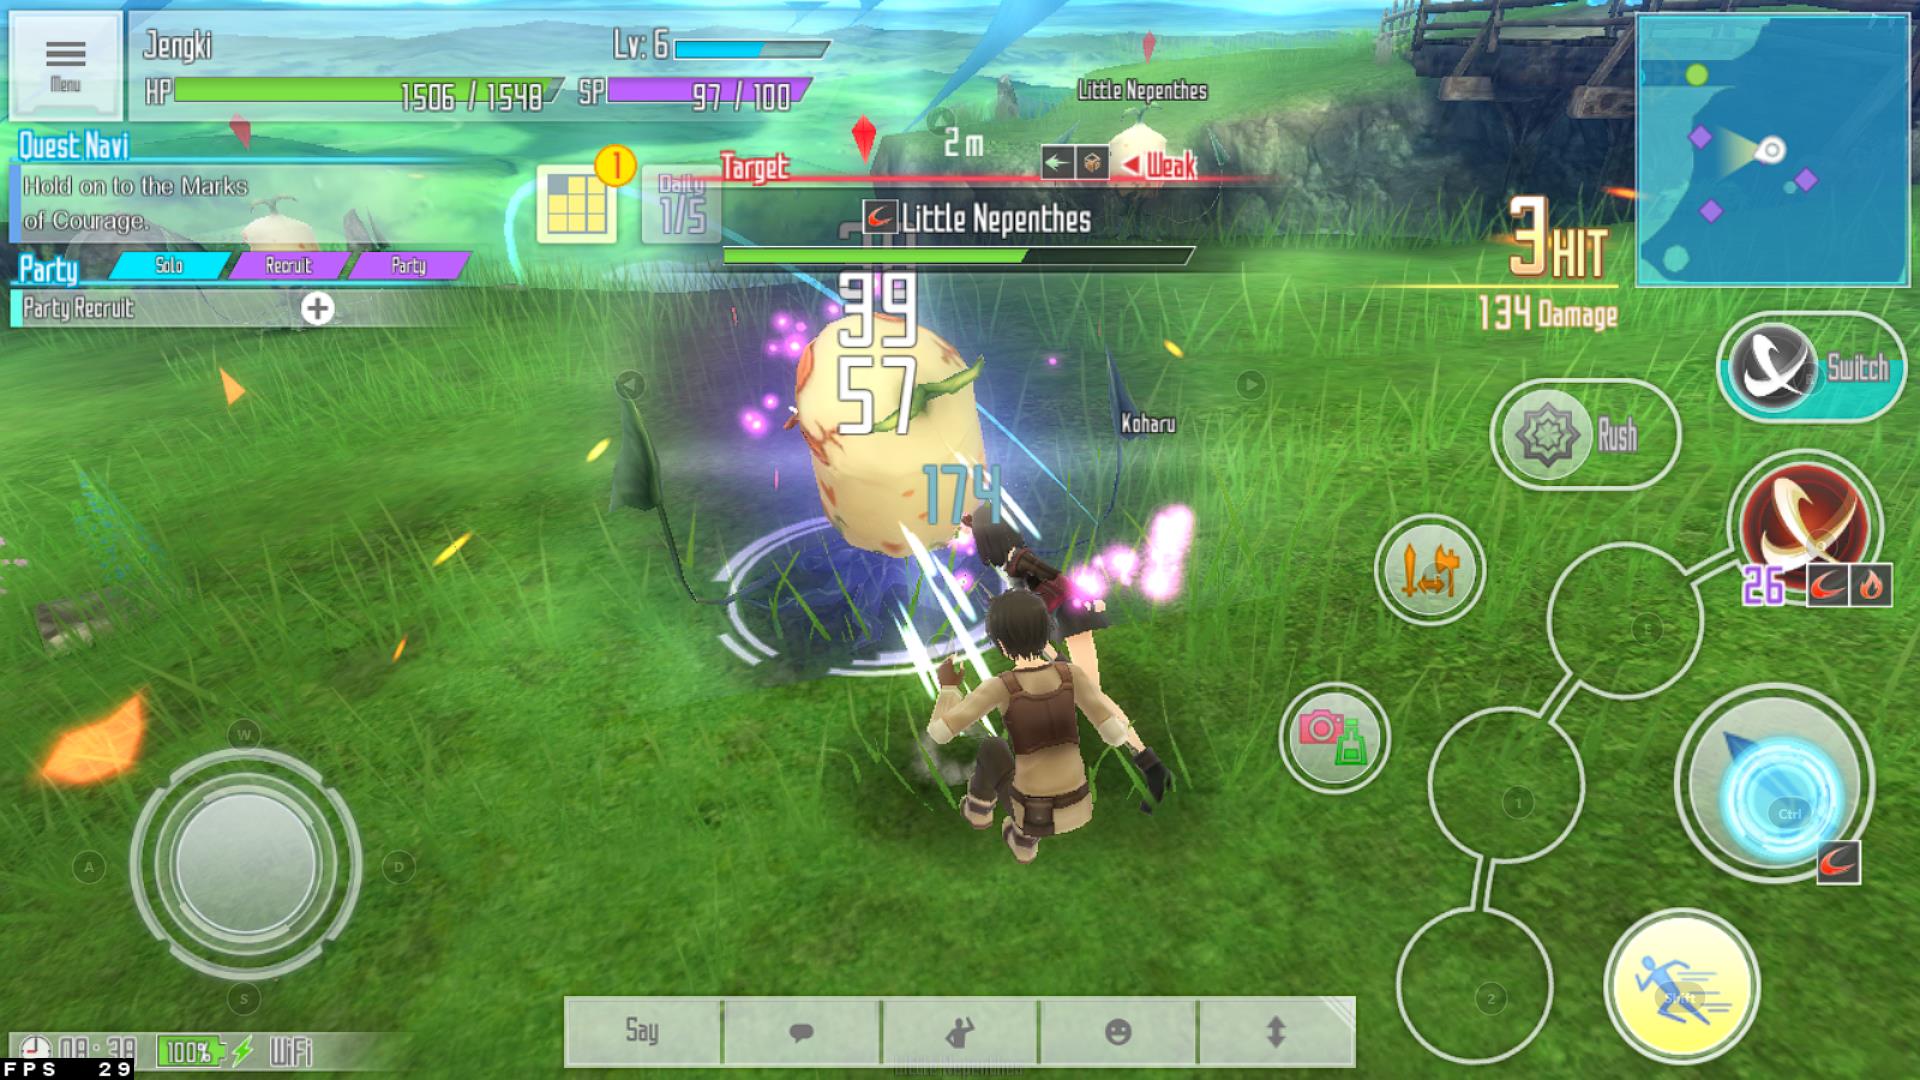 Menu
Jengki
Lv: 6
HP 1506 / 1548 SP 97 / 100
Quest Navi
Hold on to the Marks
of Courage.
Party Solo Recruit Party
Party Recruit
1
Daily
1/5
Target
2 m
Weak
Little Nepenthes
Little Nepenthes
39
57
174
Koharu
3 HIT
134 Damage
Switch
Rush
26
E
1
Ctrl
2
Shift
W
A
D
S
Say
08:38 100% WiFi
FPS 29
Little Nepenthes